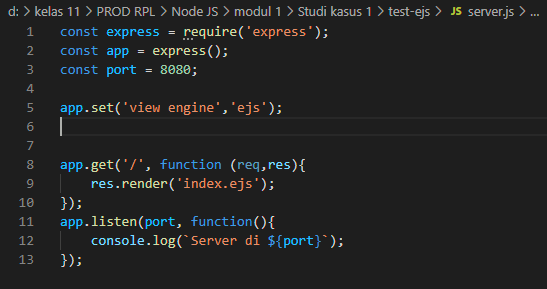 d: > kelas 11 > PROD RPL > Node JS > modul 1 > Studi kasus 1 > test-ejs > JS server.js > ...
1 const express = require('express');
2 const app = express();
3 const port = 8080;
4
5 app.set('view engine','ejs');
6
7
8 app.get('/', function (req,res){
9     res.render('index.ejs');
10 });
11 app.listen(port, function(){
12     console.log(`Server di ${port}`);
13 });